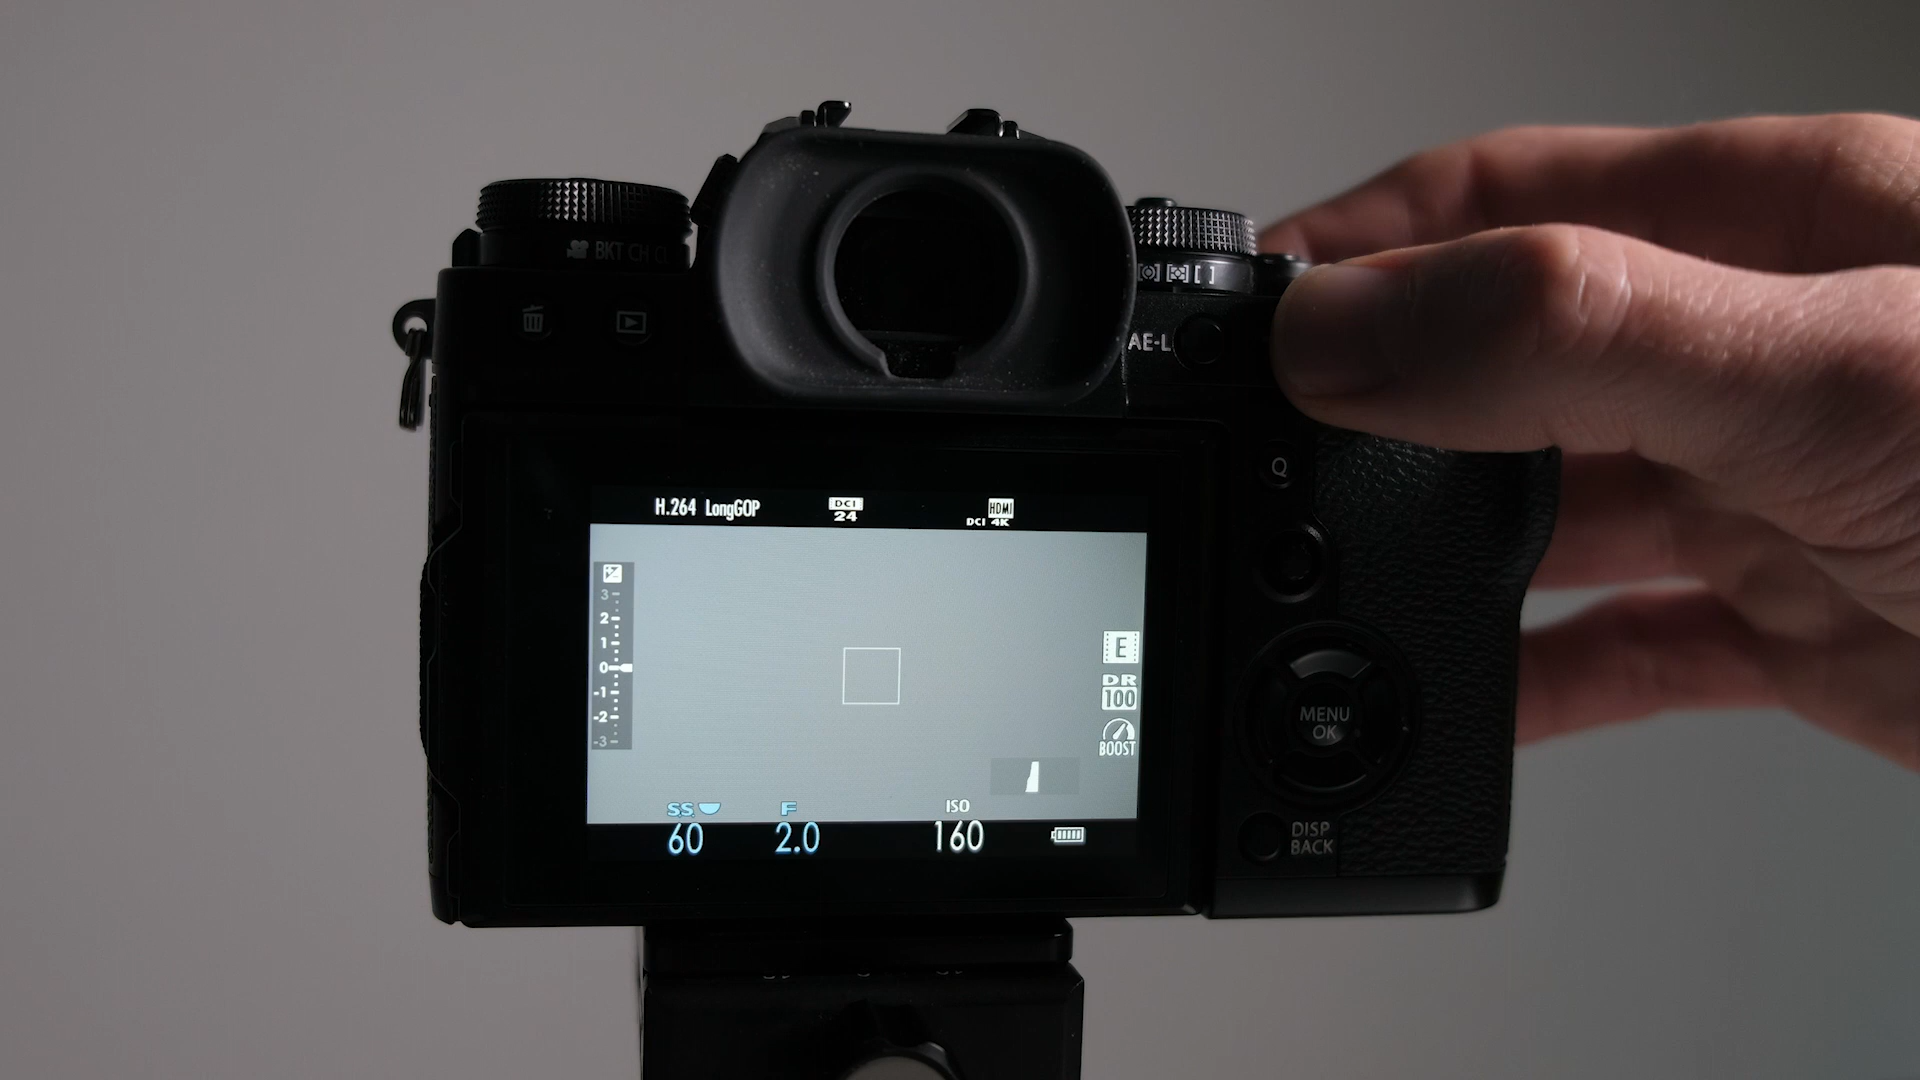 BKT CH CL
AE-L
Q
H.264 LongGOP
DCI
24
HDMI
DCI 4K
3
2
1
0
-1
-2
-3
E
DR
100
BOOST
MENU
OK
S.S. F ISO
60 2.0 160
DISP
BACK